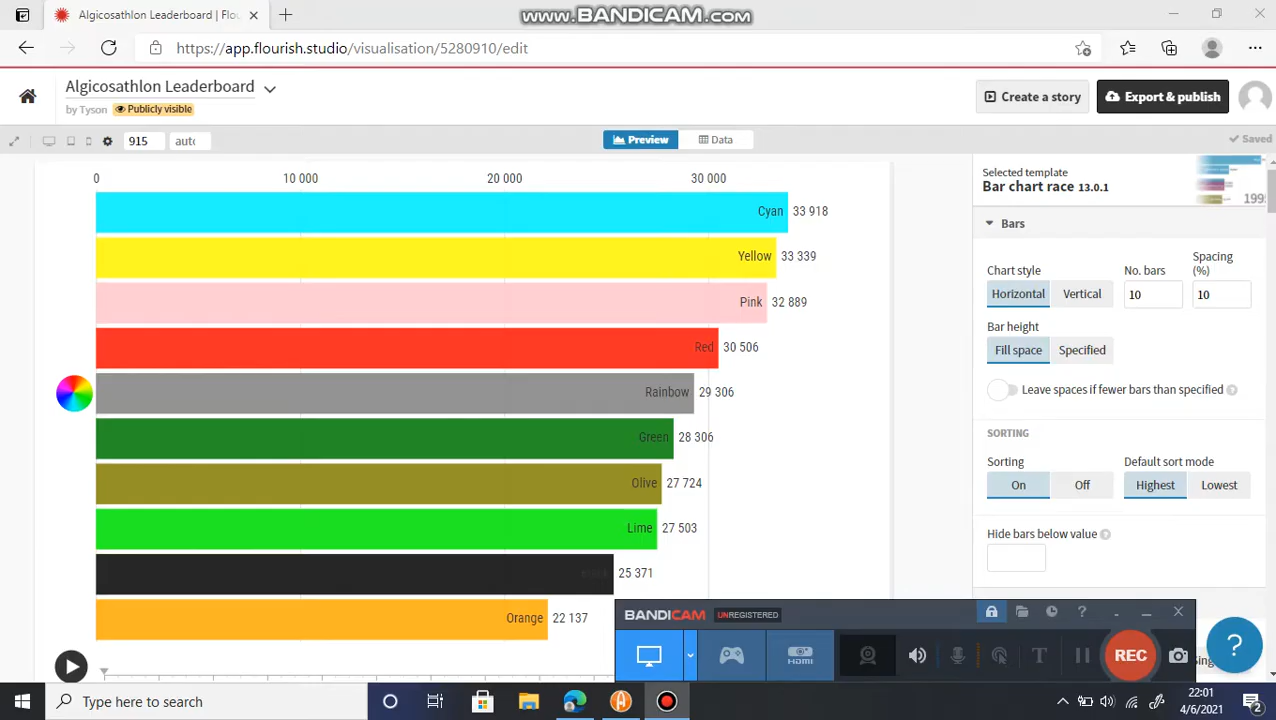 www.BANDICAM.com
Algicosathlon Leaderboard | Flou
https://app.flourish.studio/visualisation/5280910/edit
Algicosathlon Leaderboard
by Tyson Publicly visible
Create a story
Export & publish
915 auto
Preview Data
Saved
0 10 000 20 000 30 000
Cyan 33 918
Yellow 33 339
Pink 32 889
Red 30 506
Rainbow 29 306
Green 28 306
Olive 27 724
Lime 27 503
Black 25 371
Orange 22 137
Selected template
Bar chart race 13.0.1
1999
Bars
Chart style No. bars Spacing (%)
Horizontal Vertical 10 10
Bar height
Fill space Specified
Leave spaces if fewer bars than specified ?
SORTING
Sorting Default sort mode
On Off Highest Lowest
Hide bars below value ?
BANDICAM UNREGISTERED
HDMI
T
REC
?
Type here to search
22:01
4/6/2021
2